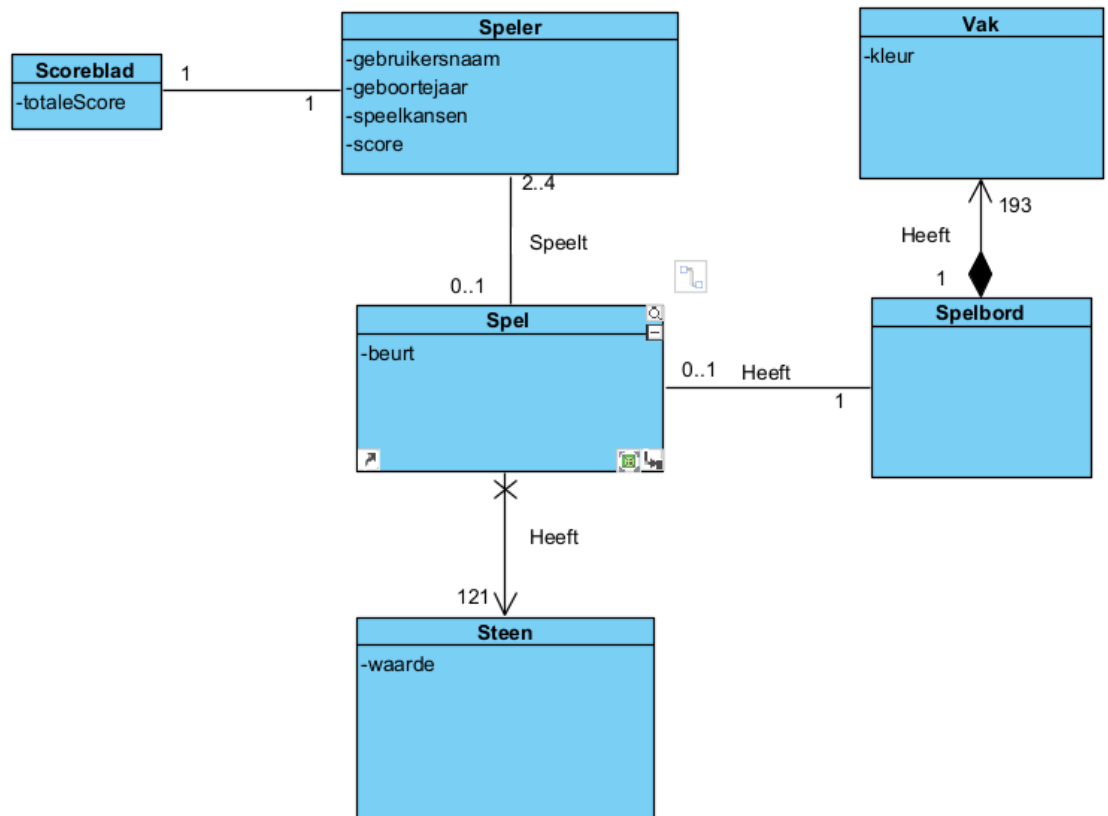 Speler
-gebruikersnaam
-geboortejaar
-speelkansen
-score
Vak
-kleur
Scoreblad
-totaleScore
1
1
2..4
Speelt
0..1
193
Heeft
1
Spel
-beurt
Spelbord
0..1
Heeft
1
Heeft
121
Steen
-waarde